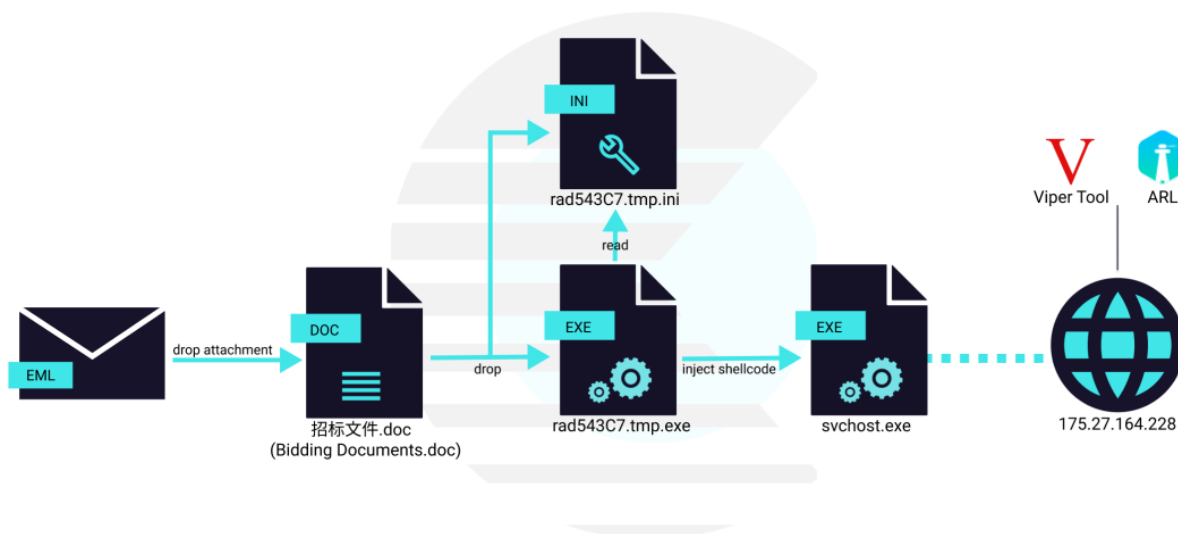 INI
rad543C7.tmp.ini
read
V
Viper Tool
ARL
EML
drop attachment
DOC
招标文件.doc
(Bidding Documents.doc)
drop
EXE
rad543C7.tmp.exe
inject shellcode
EXE
svchost.exe
175.27.164.228